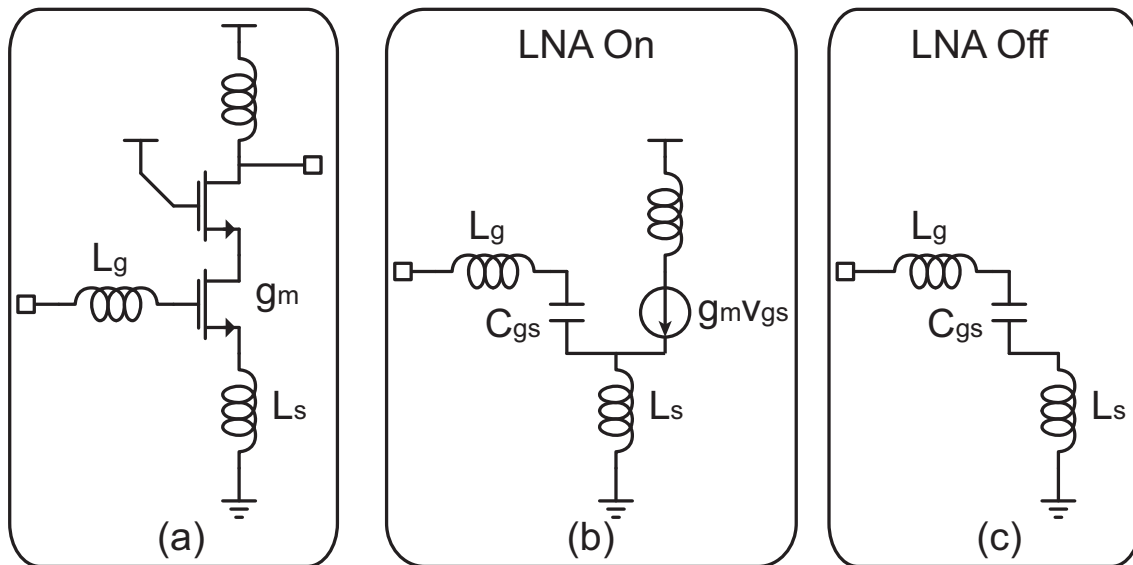 LNA On
LNA Off
Lg
gm
Ls
(a)
Lg
Cgs
gmvgs
Ls
(b)
Lg
Cgs
Ls
(c)